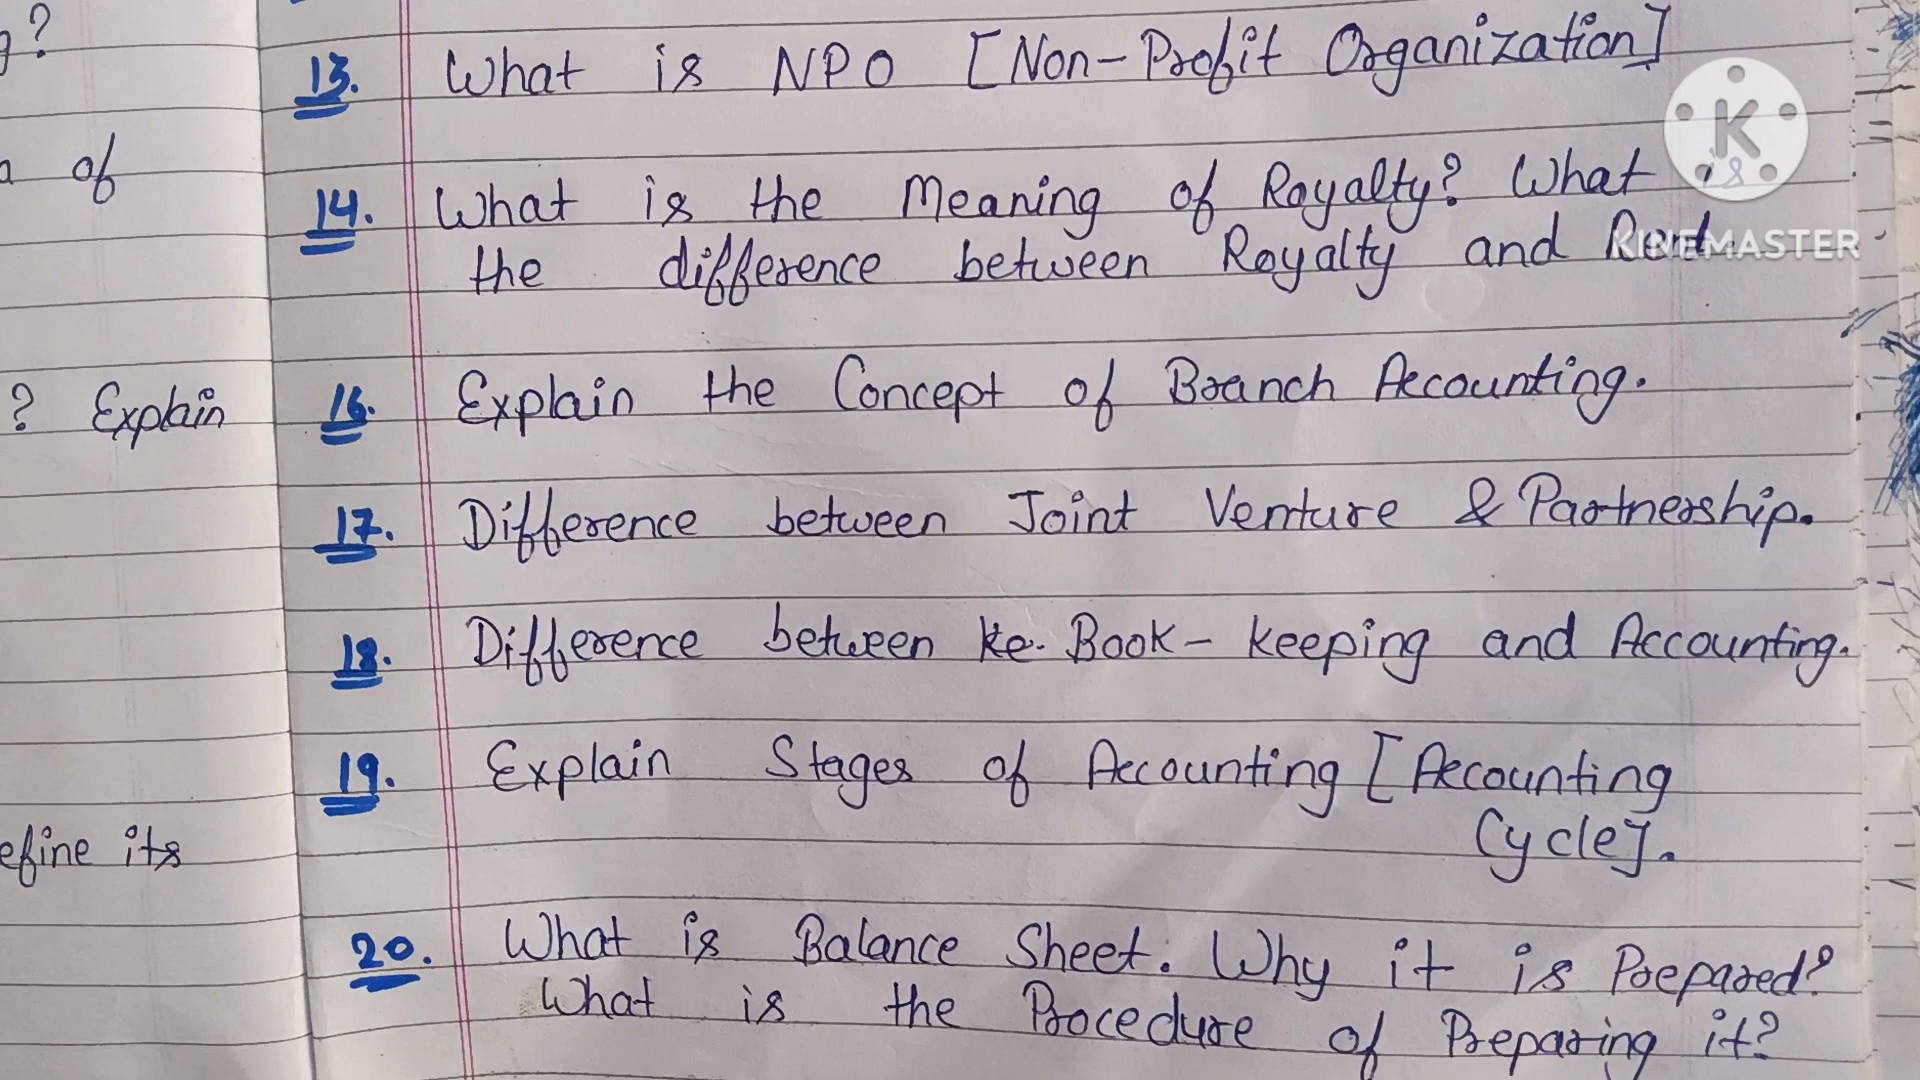 g?
of
? Explain
efine its
13. What is NPO [Non-Profit Organization]
14. What is the Meaning of Royalty? What is
the difference between Royalty and Rent.
16. Explain the Concept of Branch Accounting.
17. Difference between Joint Venture & Partnership.
18. Difference between ke. Book-keeping and Accounting.
19. Explain Stages of Accounting [Accounting
Cycle].
20. What is Balance Sheet. Why it is Prepared?
What is the Procedure of Preparing it?
K
KINEMASTER